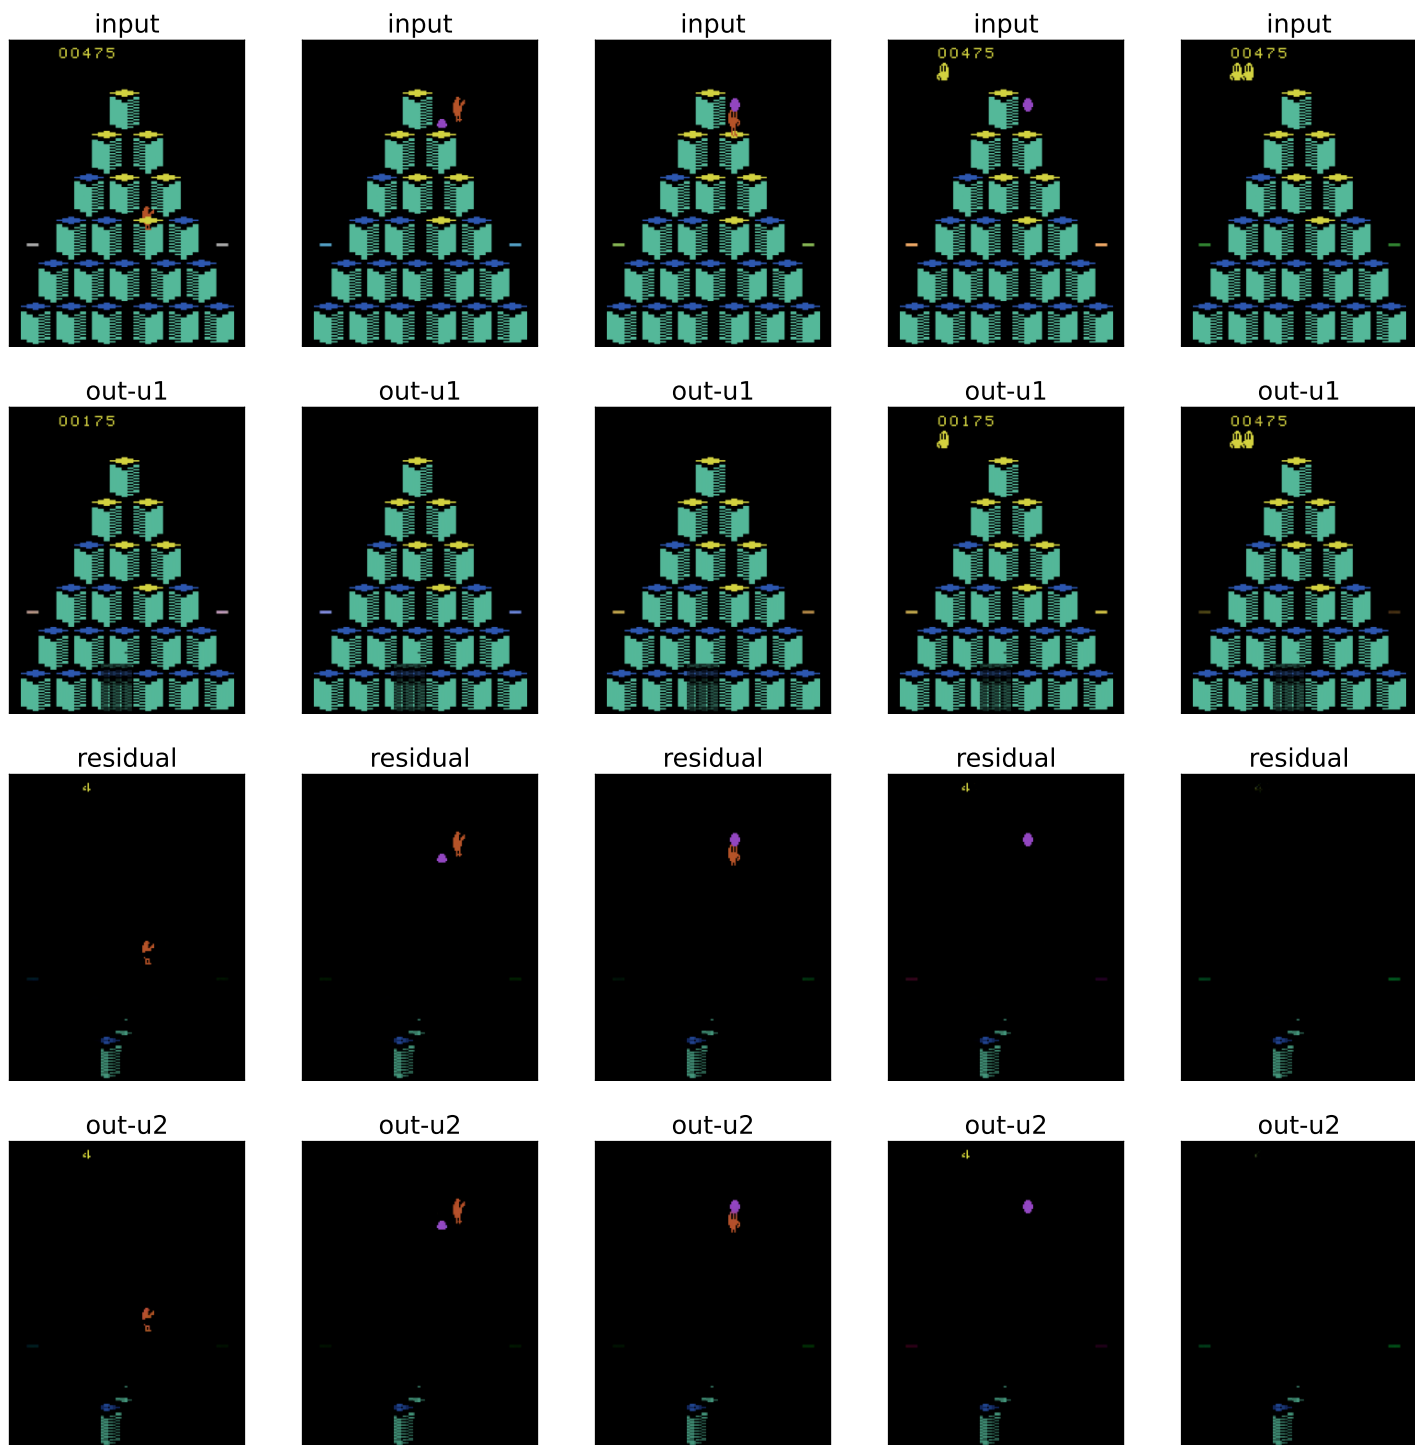 input input input input input
00475 00475 00475
out-u1 out-u1 out-u1 out-u1 out-u1
00175 00175 00475
residual residual residual residual residual
4 4
out-u2 out-u2 out-u2 out-u2 out-u2
4 4